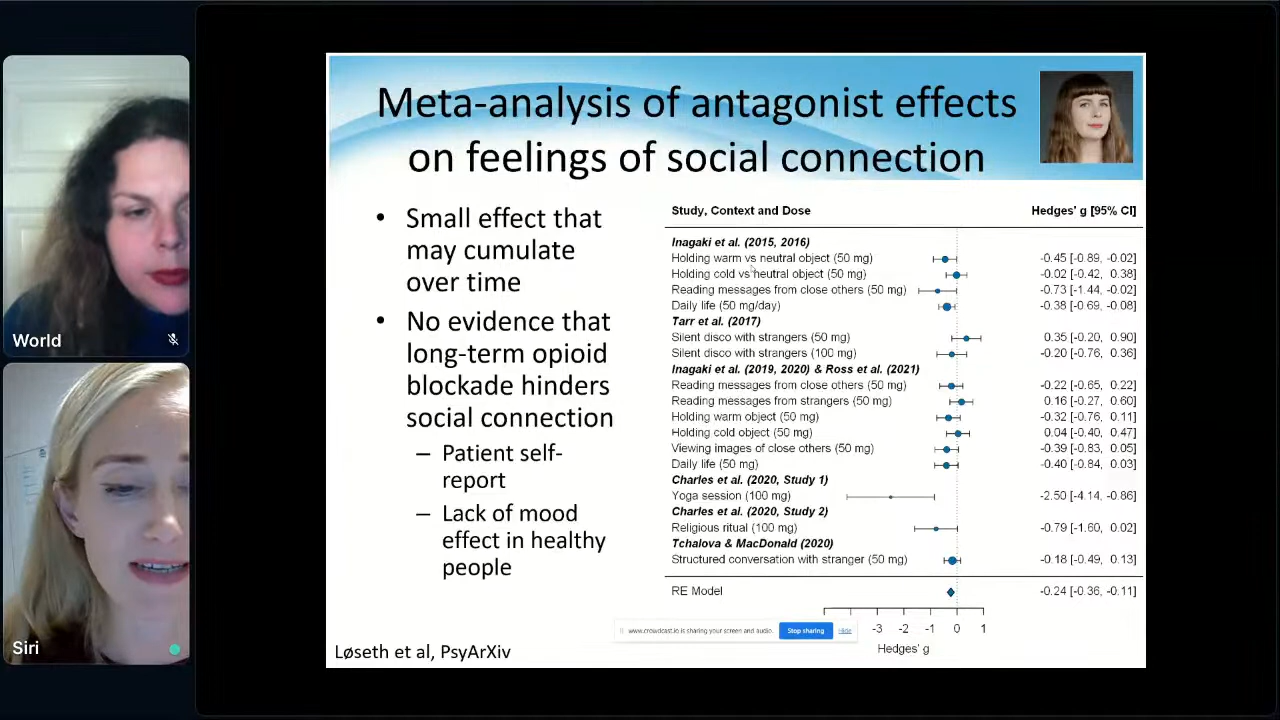 World
Siri
Meta-analysis of antagonist effects
on feelings of social connection
• Small effect that
may cumulate
over time
• No evidence that
long-term opioid
blockade hinders
social connection
– Patient self-
report
– Lack of mood
effect in healthy
people
Løseth et al, PsyArXiv
Study, Context and Dose Hedges' g [95% CI]
Inagaki et al. (2015, 2016)
Holding warm vs neutral object (50 mg) -0.45 [-0.89, -0.02]
Holding cold vs neutral object (50 mg) -0.02 [-0.42, 0.38]
Reading messages from close others (50 mg) -0.73 [-1.44, -0.02]
Daily life (50 mg/day) -0.38 [-0.69, -0.08]
Tarr et al. (2017)
Silent disco with strangers (50 mg) 0.35 [-0.20, 0.90]
Silent disco with strangers (100 mg) -0.20 [-0.76, 0.36]
Inagaki et al. (2019, 2020) & Ross et al. (2021)
Reading messages from close others (50 mg) -0.22 [-0.65, 0.22]
Reading messages from strangers (50 mg) 0.16 [-0.27, 0.60]
Holding warm object (50 mg) -0.32 [-0.76, 0.11]
Holding cold object (50 mg) 0.04 [-0.40, 0.47]
Viewing images of close others (50 mg) -0.39 [-0.83, 0.05]
Daily life (50 mg) -0.40 [-0.84, 0.03]
Charles et al. (2020, Study 1)
Yoga session (100 mg) -2.50 [-4.14, -0.86]
Charles et al. (2020, Study 2)
Religious ritual (100 mg) -0.79 [-1.60, 0.02]
Tchalova & MacDonald (2020)
Structured conversation with stranger (50 mg) -0.18 [-0.49, 0.13]
RE Model -0.24 [-0.36, -0.11]
-3 -2 -1 0 1
Hedges' g
www.crowdcast.io is sharing your screen and audio. Stop sharing Hide